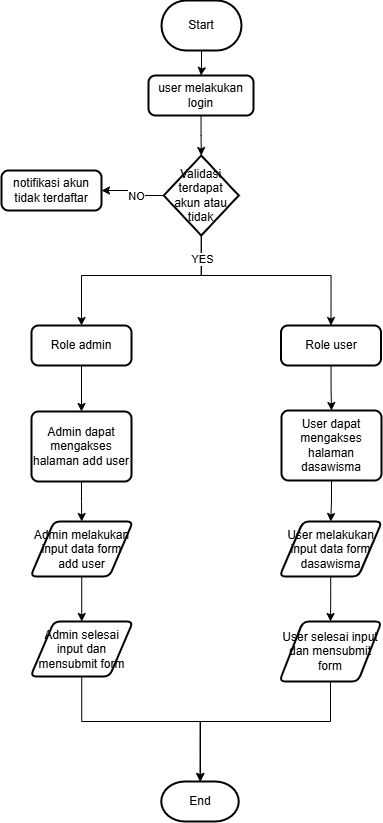 Start
user melakukan
login
Validasi
terdapat
akun atau
tidak
notifikasi akun
tidak terdaftar
NO
YES
Role admin
Role user
Admin dapat
mengakses
halaman add user
User dapat
mengakses
halaman
dasawisma
Admin melakukan
input data form
add user
User melakukan
input data form
dasawisma
Admin selesai
input dan
mensubmit form
User selesai input
dan mensubmit
form
End